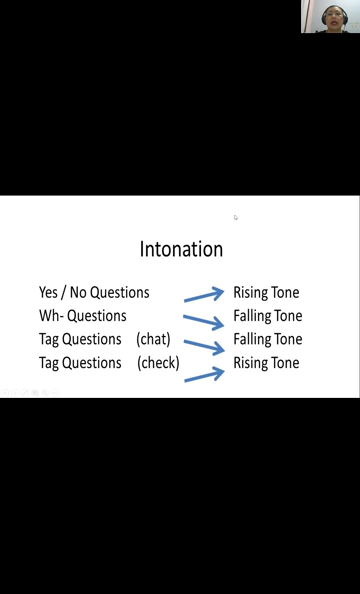 Intonation
Yes / No Questions Rising Tone
Wh- Questions Falling Tone
Tag Questions (chat) Falling Tone
Tag Questions (check) Rising Tone